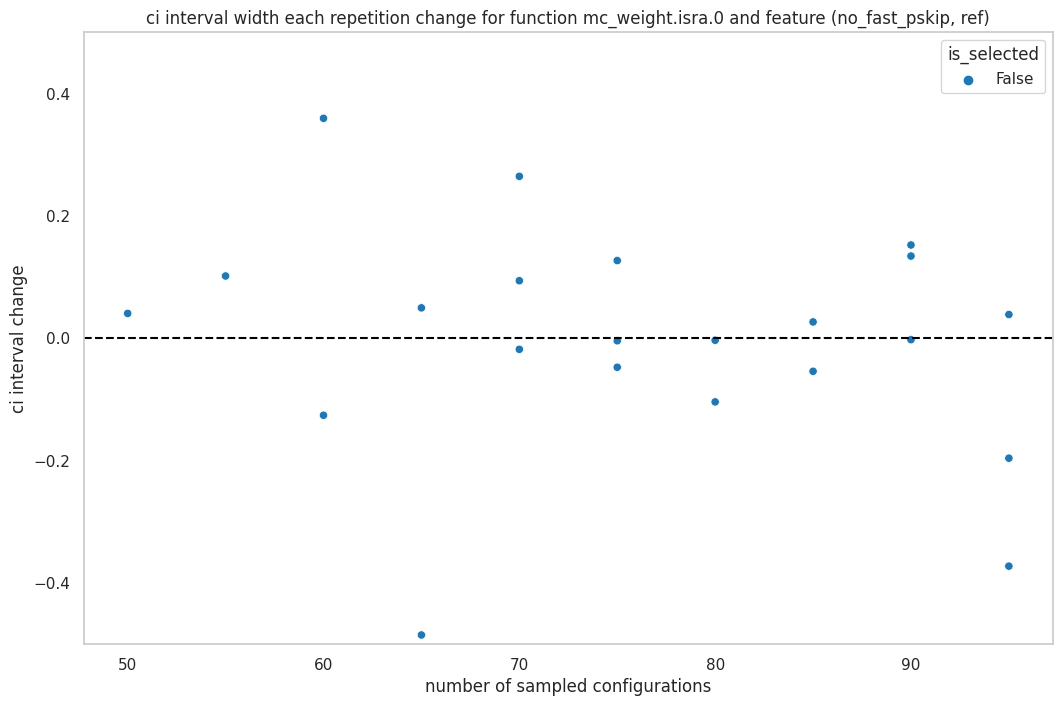 ci interval width each repetition change for function mc_weight.isra.0 and feature (no_fast_pskip, ref)
is_selected
False
0.4
0.2
0.0
−0.2
−0.4
ci interval change
50
60
70
80
90
number of sampled configurations